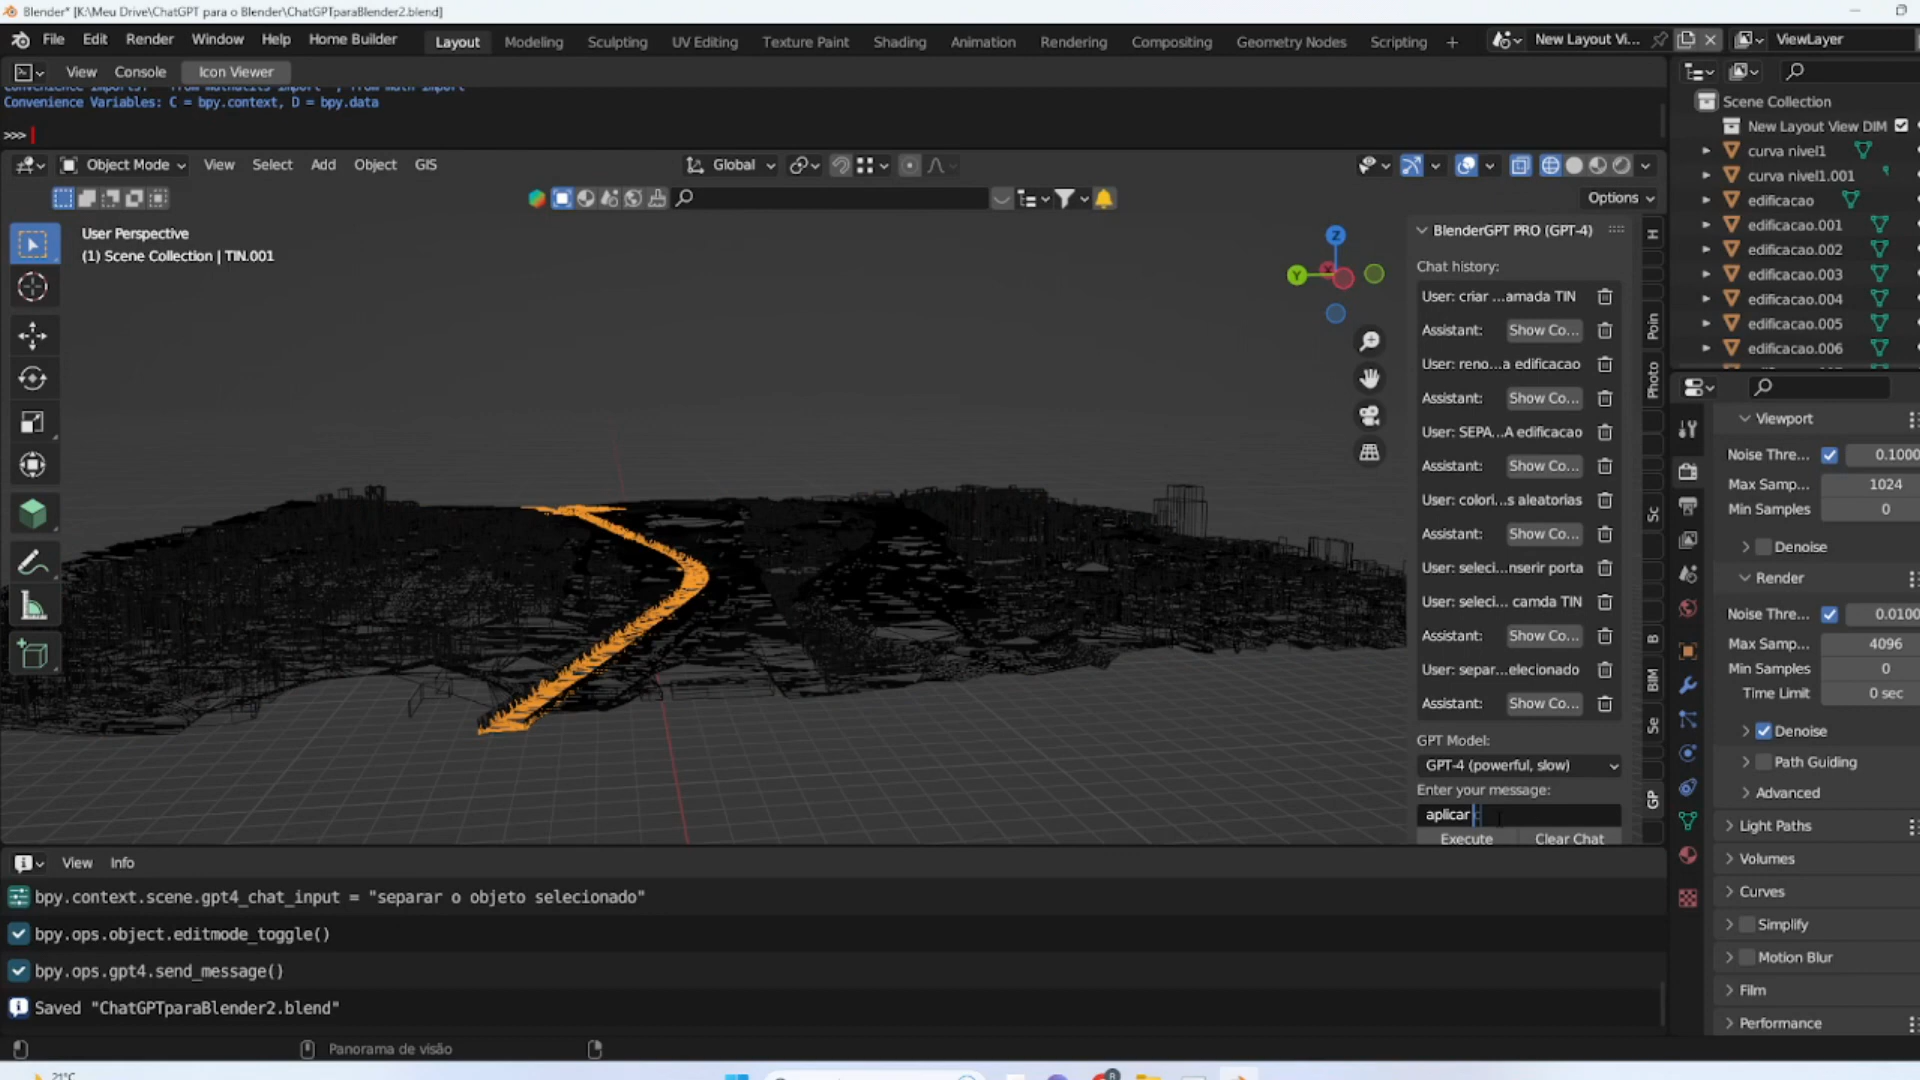 Blender* [K:\Meu Drive\ChatGPT para o Blender\ChatGPTparaBlender2.blend]
File Edit Render Window Help Home Builder Layout Modeling Sculpting UV Editing Texture Paint Shading Animation Rendering Compositing Geometry Nodes Scripting + New Layout Vi... ViewLayer
View Console Icon Viewer
Convenience Variables: C = bpy.context, D = bpy.data
>>>
Object Mode View Select Add Object GIS Global
Options
User Perspective
(1) Scene Collection | TIN.001
Z
Y
X
BlenderGPT PRO (GPT-4)
Chat history:
User: criar ...amada TIN
Assistant: Show Co...
User: reno...a edificacao
Assistant: Show Co...
User: SEPA...A edificacao
Assistant: Show Co...
User: colori...s aleatorias
Assistant: Show Co...
User: seleci...nserir porta
User: seleci... camda TIN
Assistant: Show Co...
User: separ...elecionado
Assistant: Show Co...
GPT Model:
GPT-4 (powerful, slow)
Enter your message:
aplicar
Execute Clear Chat
H
Poin
Photo
Sc
B
BIM
Se
GP
Scene Collection
New Layout View DIM
curva nivel1
curva nivel1.001
edificacao
edificacao.001
edificacao.002
edificacao.003
edificacao.004
edificacao.005
edificacao.006
Viewport
Noise Thre... 0.1000
Max Samp... 1024
Min Samples 0
Denoise
Render
Noise Thre... 0.0100
Max Samp... 4096
Min Samples 0
Time Limit 0 sec
Denoise
Path Guiding
Advanced
Light Paths
Volumes
Curves
Simplify
Motion Blur
Film
Performance
View Info
bpy.context.scene.gpt4_chat_input = "separar o objeto selecionado"
bpy.ops.object.editmode_toggle()
bpy.ops.gpt4.send_message()
Saved "ChatGPTparaBlender2.blend"
Panorama de visão
21°C